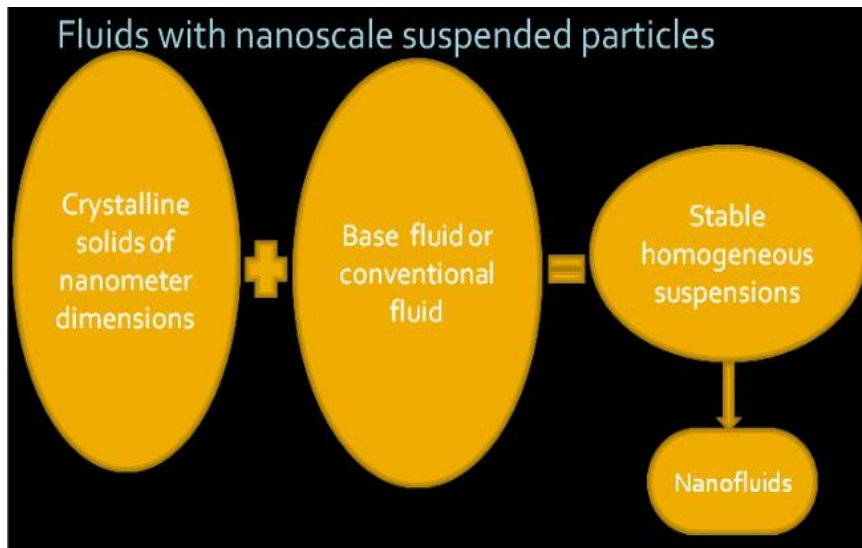 Fluids with nanoscale suspended particles
Crystalline
solids of
nanometer
dimensions
Base fluid or
conventional
fluid
Stable
homogeneous
suspensions
Nanofluids